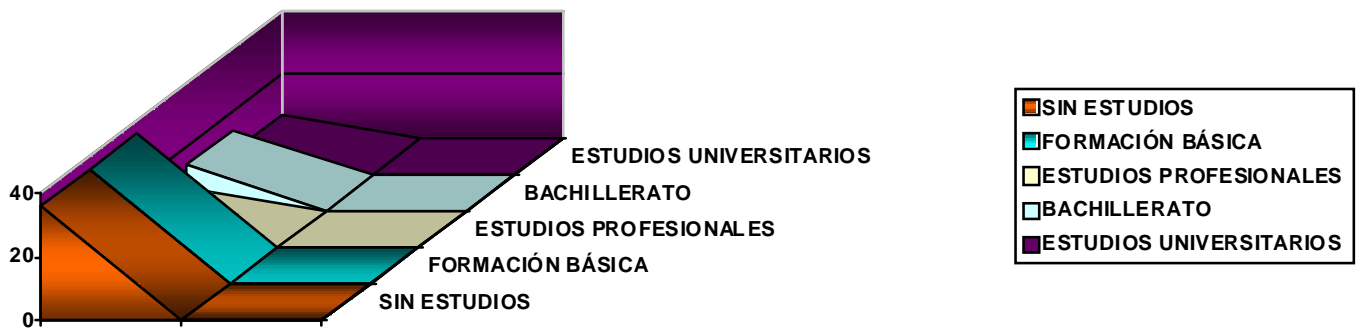 40
20
0
ESTUDIOS UNIVERSITARIOS
BACHILLERATO
ESTUDIOS PROFESIONALES
FORMACIÓN BÁSICA
SIN ESTUDIOS
SIN ESTUDIOS
FORMACIÓN BÁSICA
ESTUDIOS PROFESIONALES
BACHILLERATO
ESTUDIOS UNIVERSITARIOS